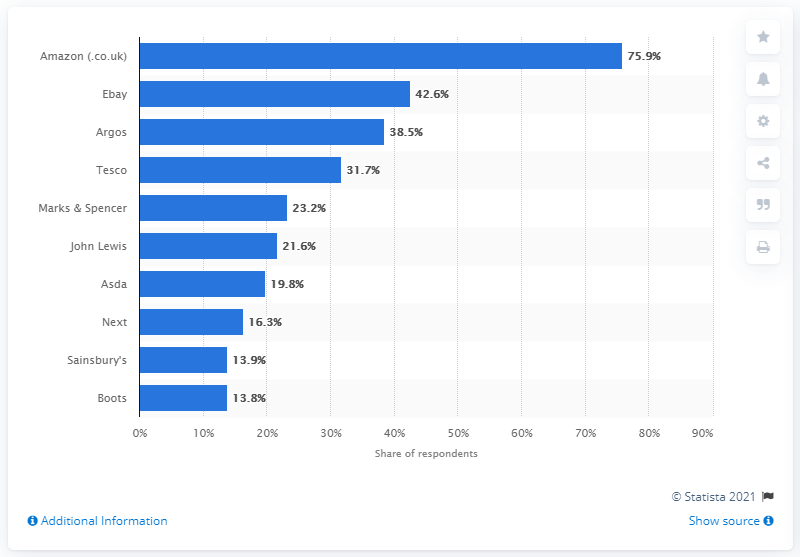 Amazon (.co.uk) 75.9%
Ebay 42.6%
Argos 38.5%
Tesco 31.7%
Marks & Spencer 23.2%
John Lewis 21.6%
Asda 19.8%
Next 16.3%
Sainsbury's 13.9%
Boots 13.8%
0% 10% 20% 30% 40% 50% 60% 70% 80% 90%
Share of respondents
© Statista 2021
Additional Information Show source